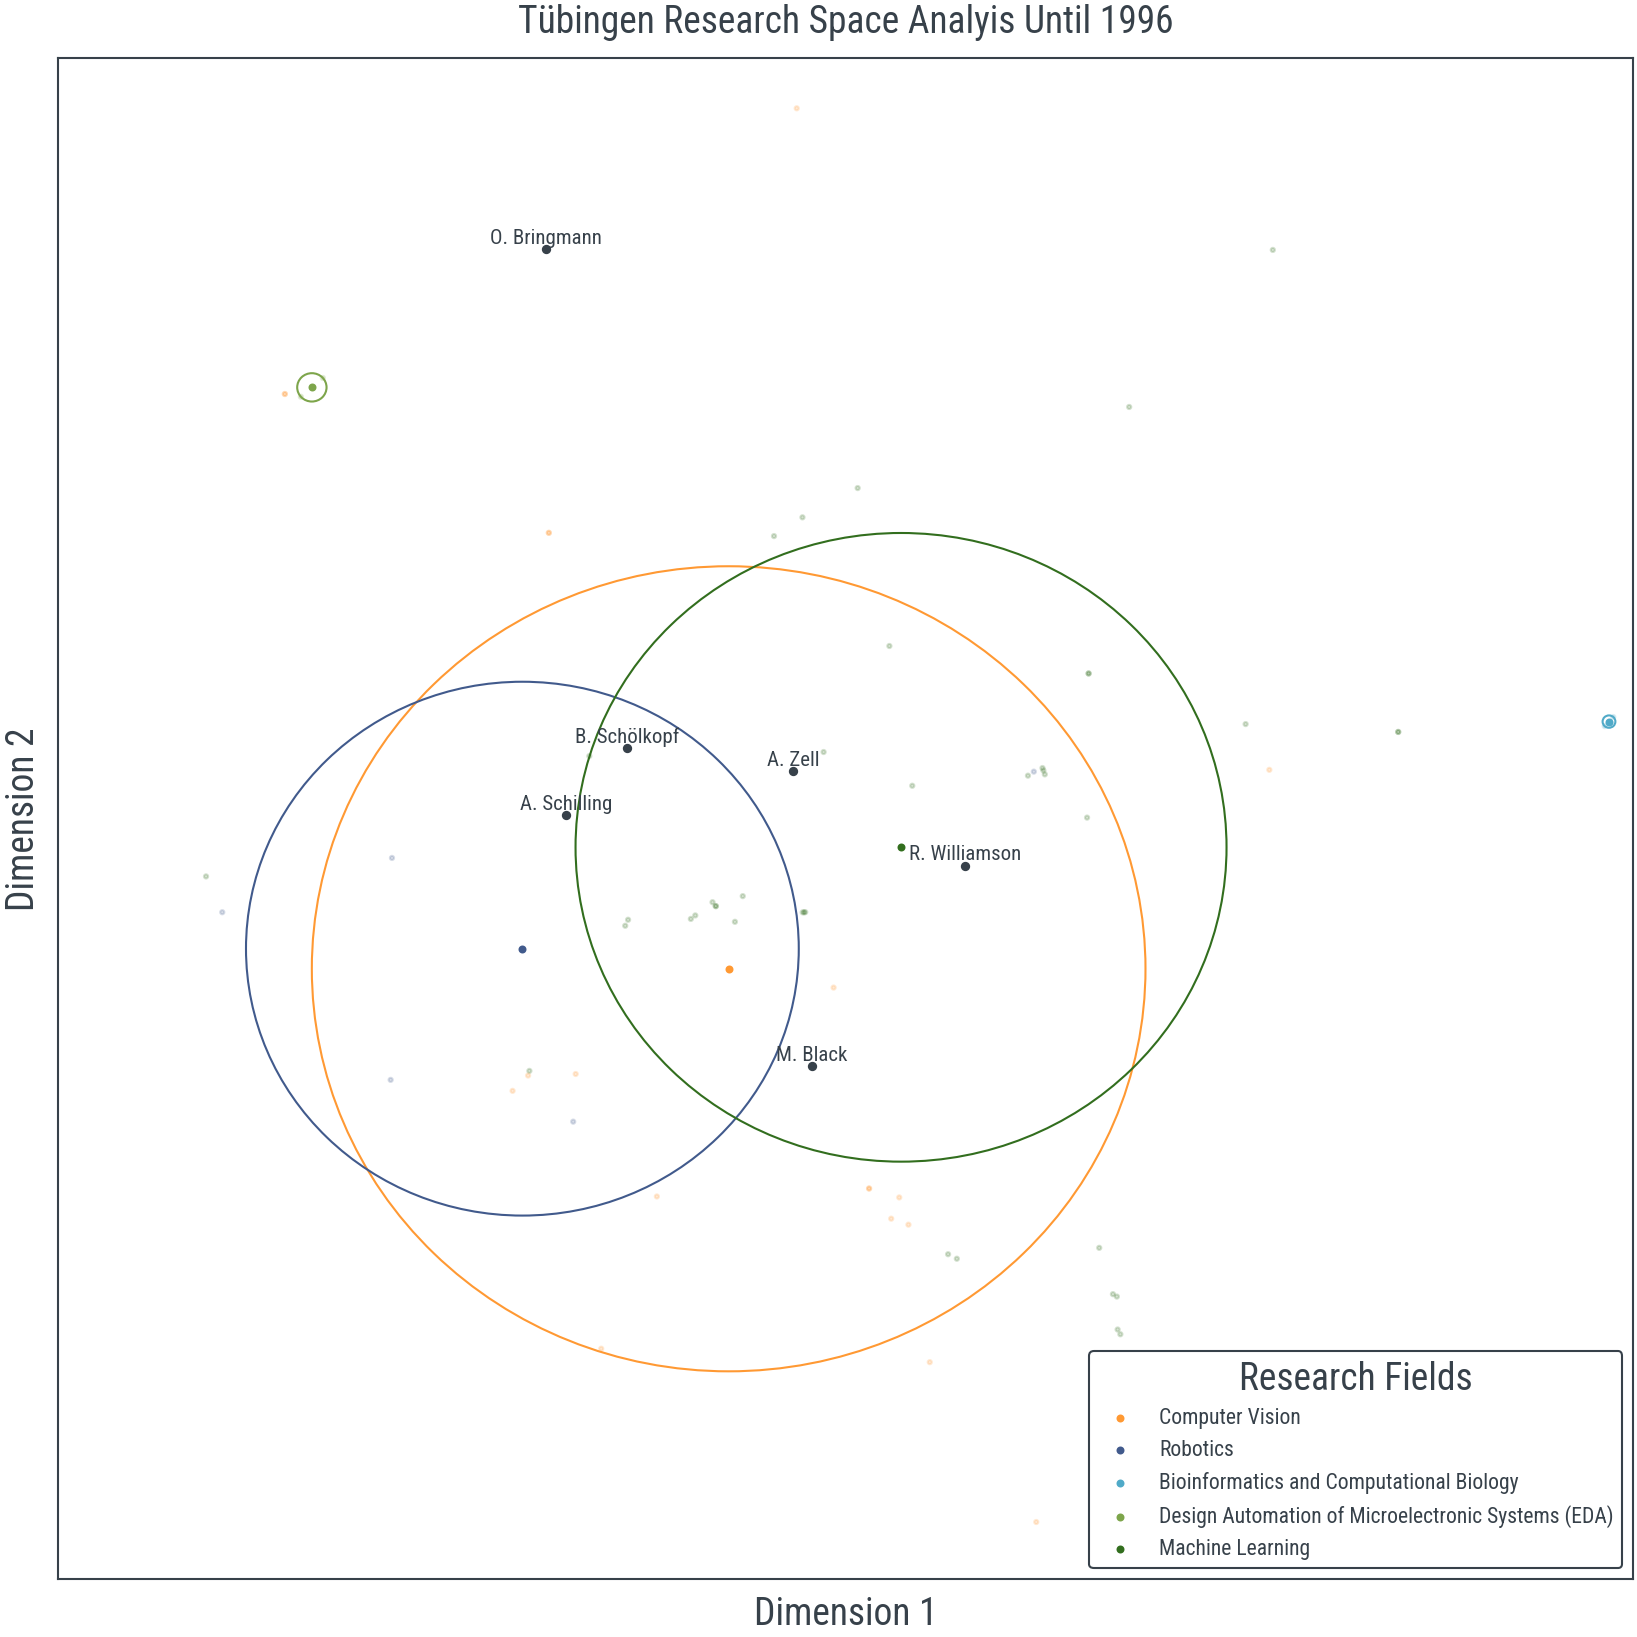 Tübingen Research Space Analyis Until 1996
O. Bringmann
B. Schölkopf
A. Zell
A. Schilling
R. Williamson
M. Black
Dimension 2
Research Fields
Computer Vision
Robotics
Bioinformatics and Computational Biology
Design Automation of Microelectronic Systems (EDA)
Machine Learning
Dimension 1